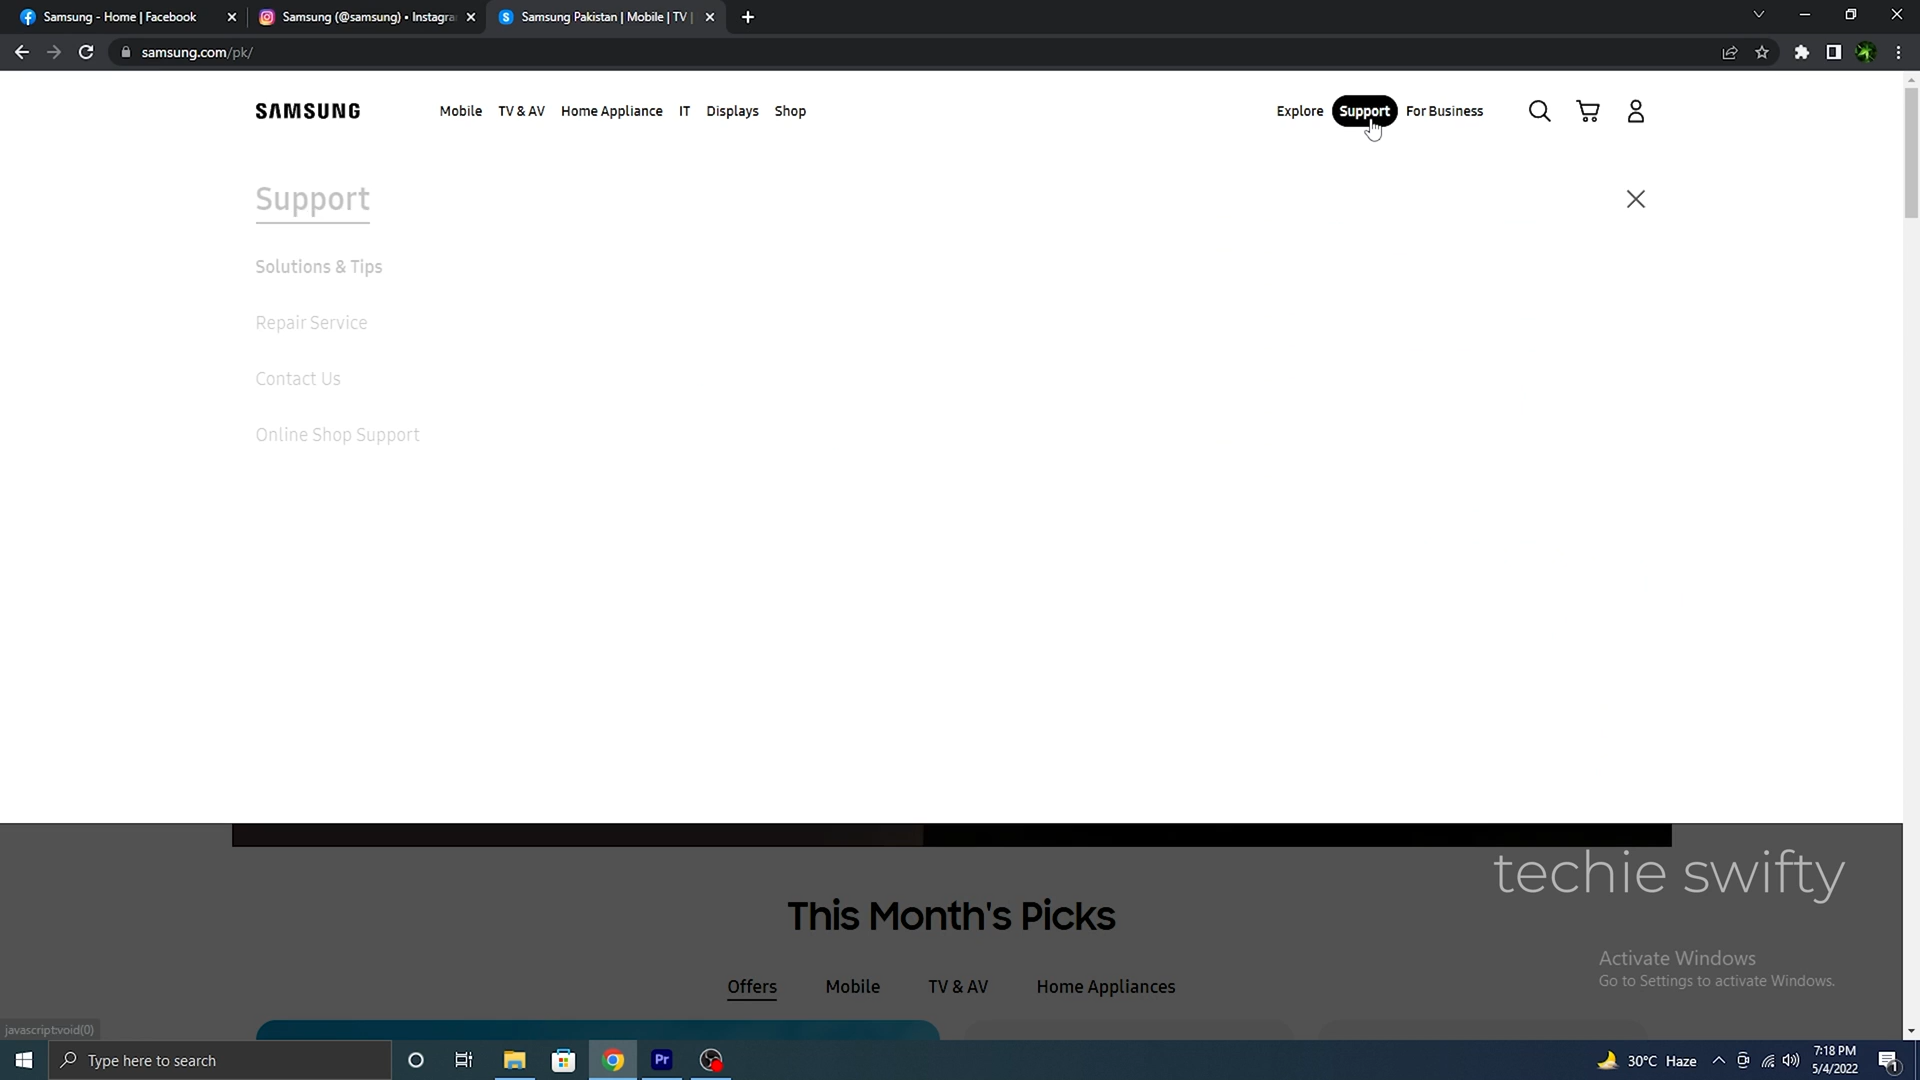 Samsung - Home | Facebook
Samsung (@samsung) • Instagra
Samsung Pakistan | Mobile | TV |
samsung.com/pk/
SAMSUNG Mobile TV & AV Home Appliance IT Displays Shop Explore Support For Business
Support
Solutions & Tips
Repair Service
Contact Us
Online Shop Support
techie swifty
This Month's Picks
Activate Windows
Go to Settings to activate Windows.
Offers Mobile TV & AV Home Appliances
javascript:void(0)
Type here to search
Pr
30°C Haze
7:18 PM
5/4/2022
1